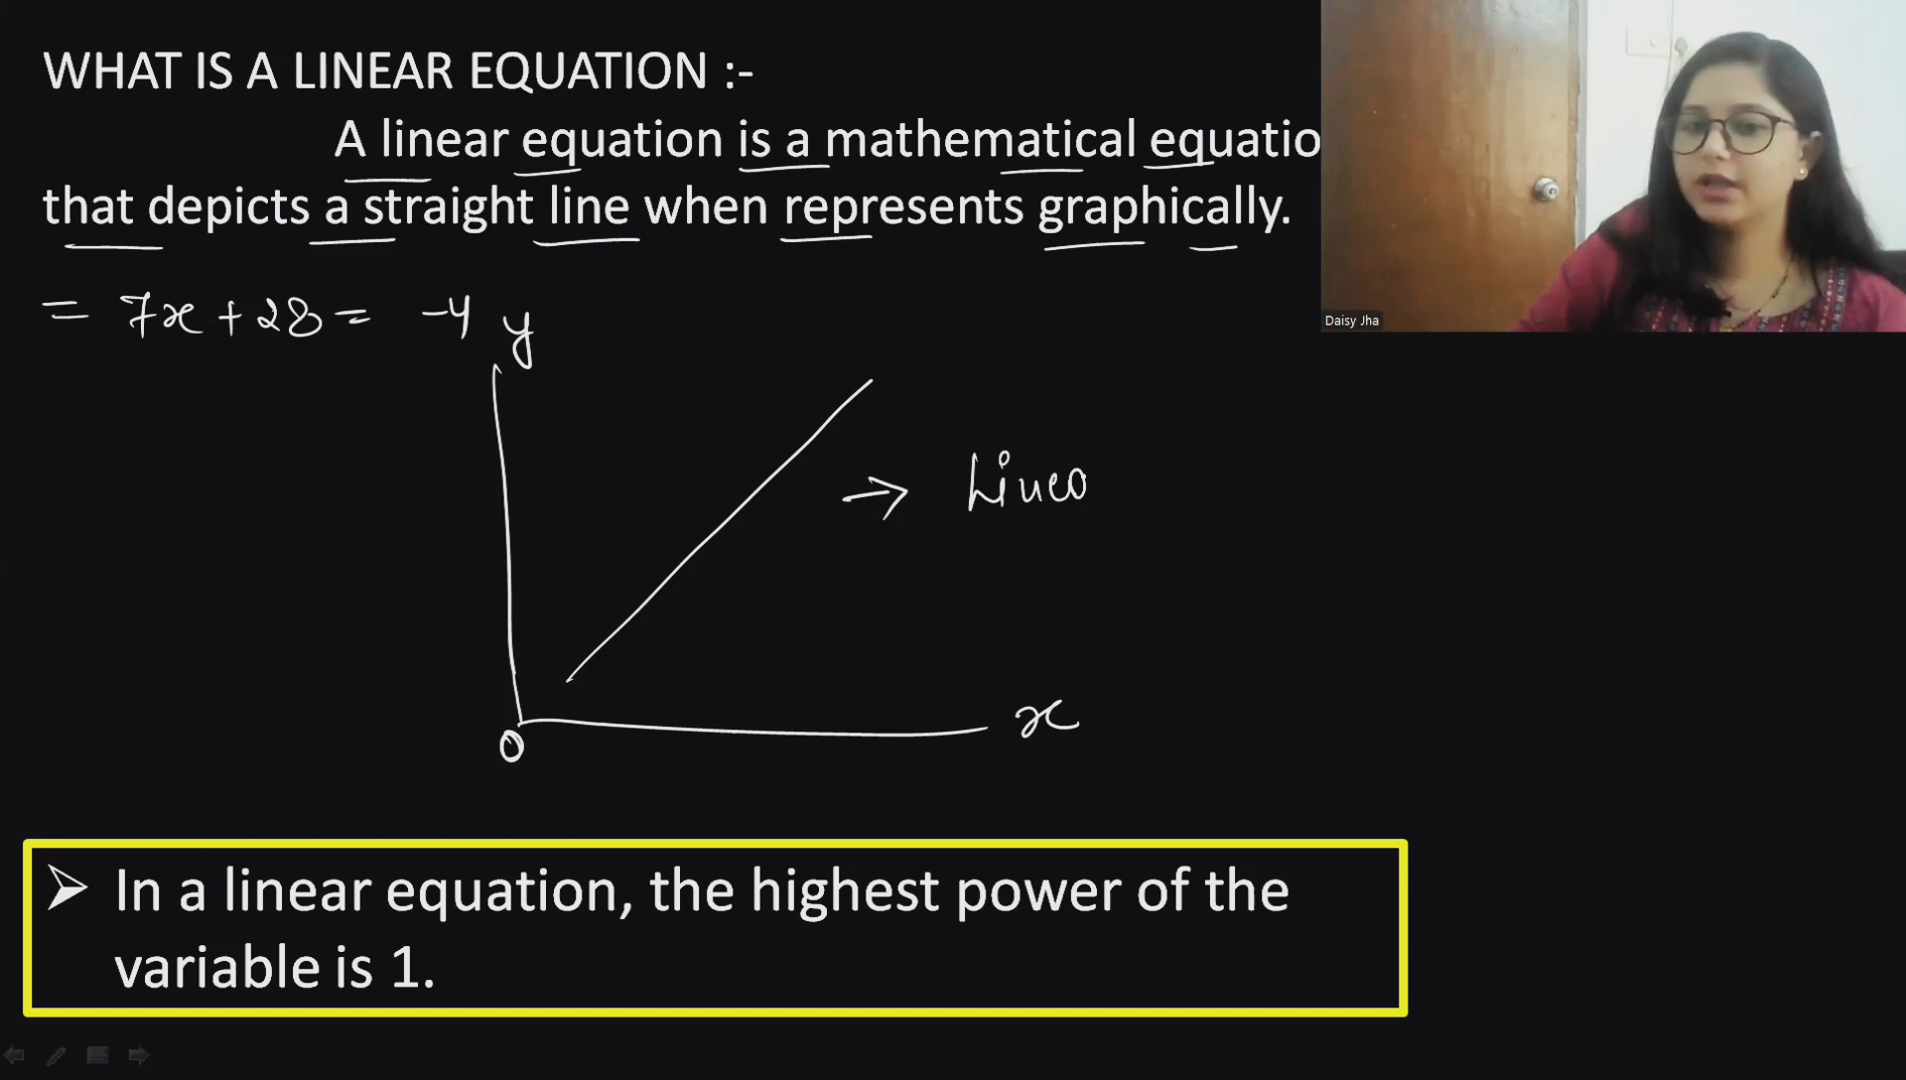 WHAT IS A LINEAR EQUATION :-
A linear equation is a mathematical equatio
that depicts a straight line when represents graphically.
= 7x + 28 = -4
y
Linea
x
0
Daisy Jha
➢ In a linear equation, the highest power of the
variable is 1.